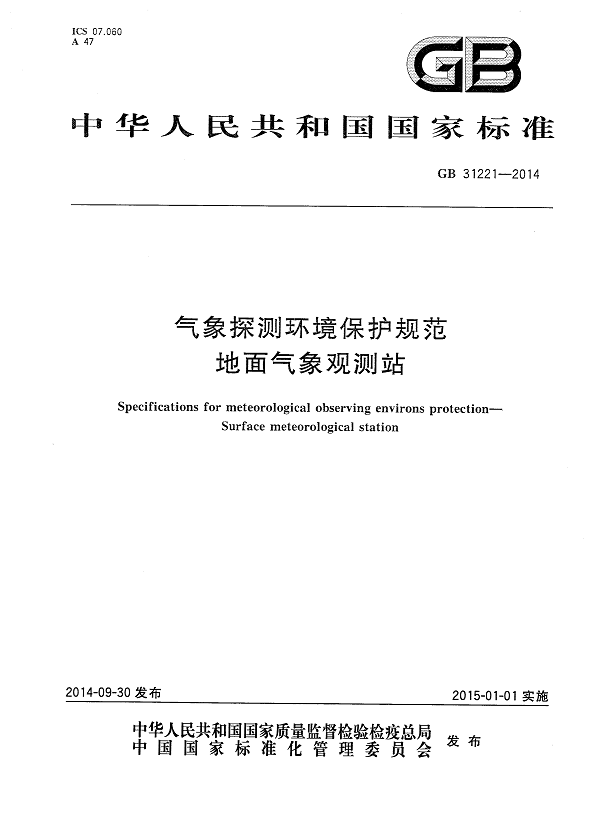 ICS 07.060
A 47
GB
中华人民共和国国家标准
GB 31221—2014
气象探测环境保护规范
地面气象观测站
Specifications for meteorological observing environs protection—
Surface meteorological station
2014-09-30 发布
2015-01-01 实施
中华人民共和国国家质量监督检验检疫总局
中国国家标准化管理委员会
发布